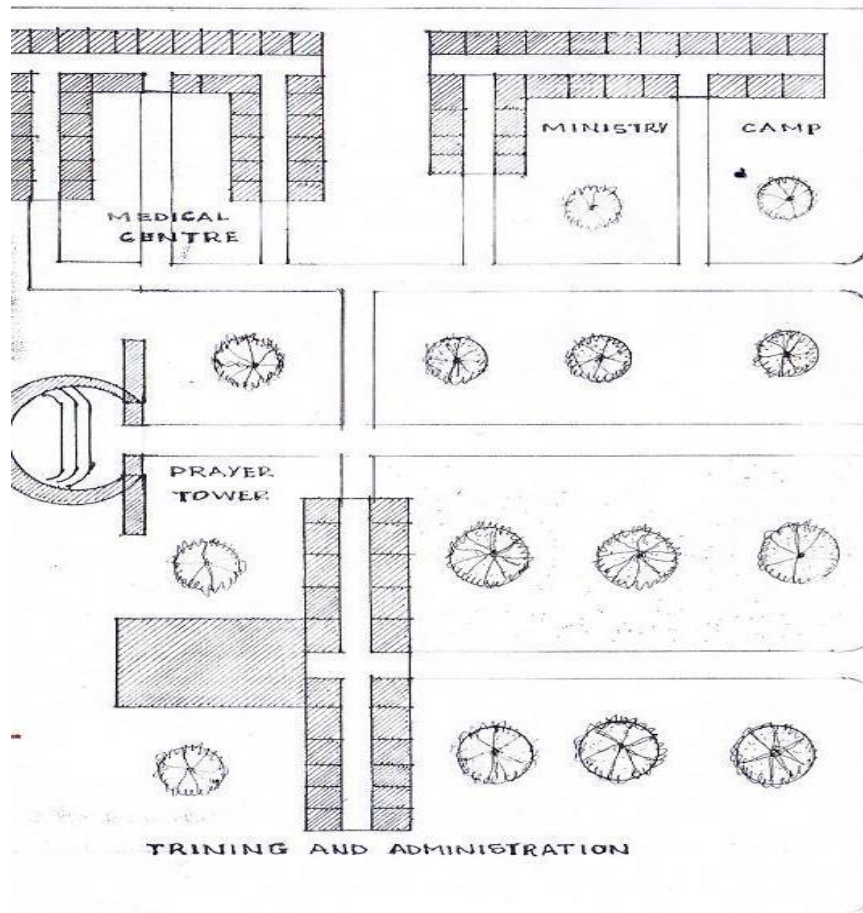 MINISTRY CAMP
MEDICAL
CENTRE
PRAYER
TOWER
TRINING AND ADMINISTRATION